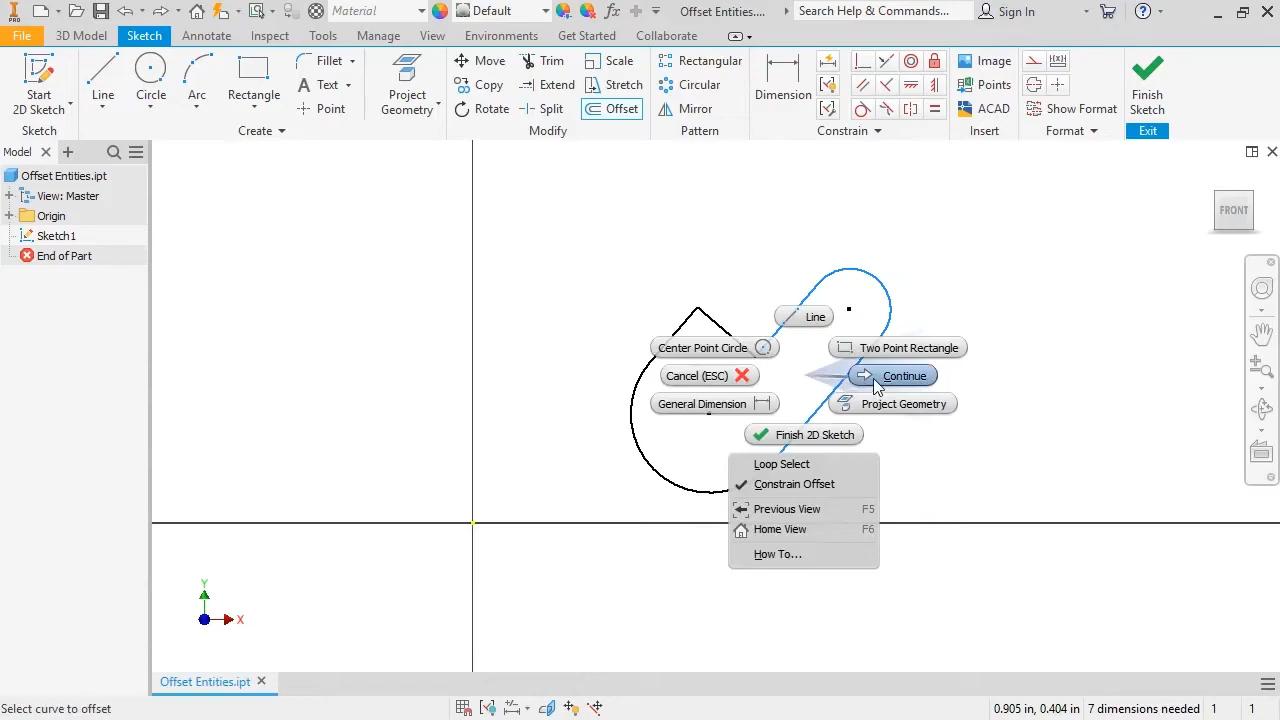 PRO
Material
Default
fx
Offset Entities....
Search Help & Commands...
Sign In
File
3D Model
Sketch
Annotate
Inspect
Tools
Manage
View
Environments
Get Started
Collaborate
Start
2D Sketch
Line
Circle
Arc
Rectangle
Fillet
Text
Point
Project
Geometry
Move
Copy
Rotate
Trim
Extend
Split
Scale
Stretch
Offset
Rectangular
Circular
Mirror
Dimension
Image
Points
ACAD
Show Format
Finish
Sketch
Sketch
Create
Modify
Pattern
Constrain
Insert
Format
Exit
Model
Offset Entities.ipt
View: Master
Origin
Sketch1
End of Part
FRONT
Line
Center Point Circle
Two Point Rectangle
Cancel (ESC)
Continue
General Dimension
Project Geometry
Finish 2D Sketch
Loop Select
Constrain Offset
Previous View F5
Home View F6
How To...
Y
X
Offset Entities.ipt
Select curve to offset
0.905 in, 0.404 in 7 dimensions needed 1 1